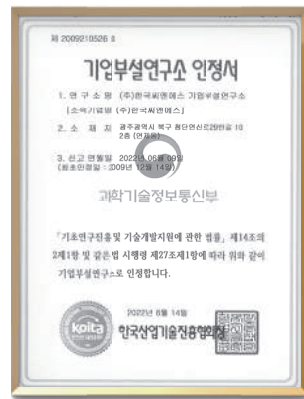 제 2009210526 호
기업부설연구소 인정서
1. 연 구 소 명 (주)한국씨엔에스 기업부설연구소
[소속기업명 (주)한국씨엔에스]
2. 소 재 지 광주광역시 북구 첨단연신로29번길 10
2층 (연제동)
3. 신고 연월일 2022년 06월 09일
(최초인정일 : 2009년 12월 14일)
과학기술정보통신부
「기초연구진흥 및 기술개발지원에 관한 법률」 제14조의
2제1항 및 같은 법 시행령 제27조제1항에 따라 위와 같이
기업부설연구소로 인정합니다.
2022년 6월 14일
koita
한국산업기술진흥협회장